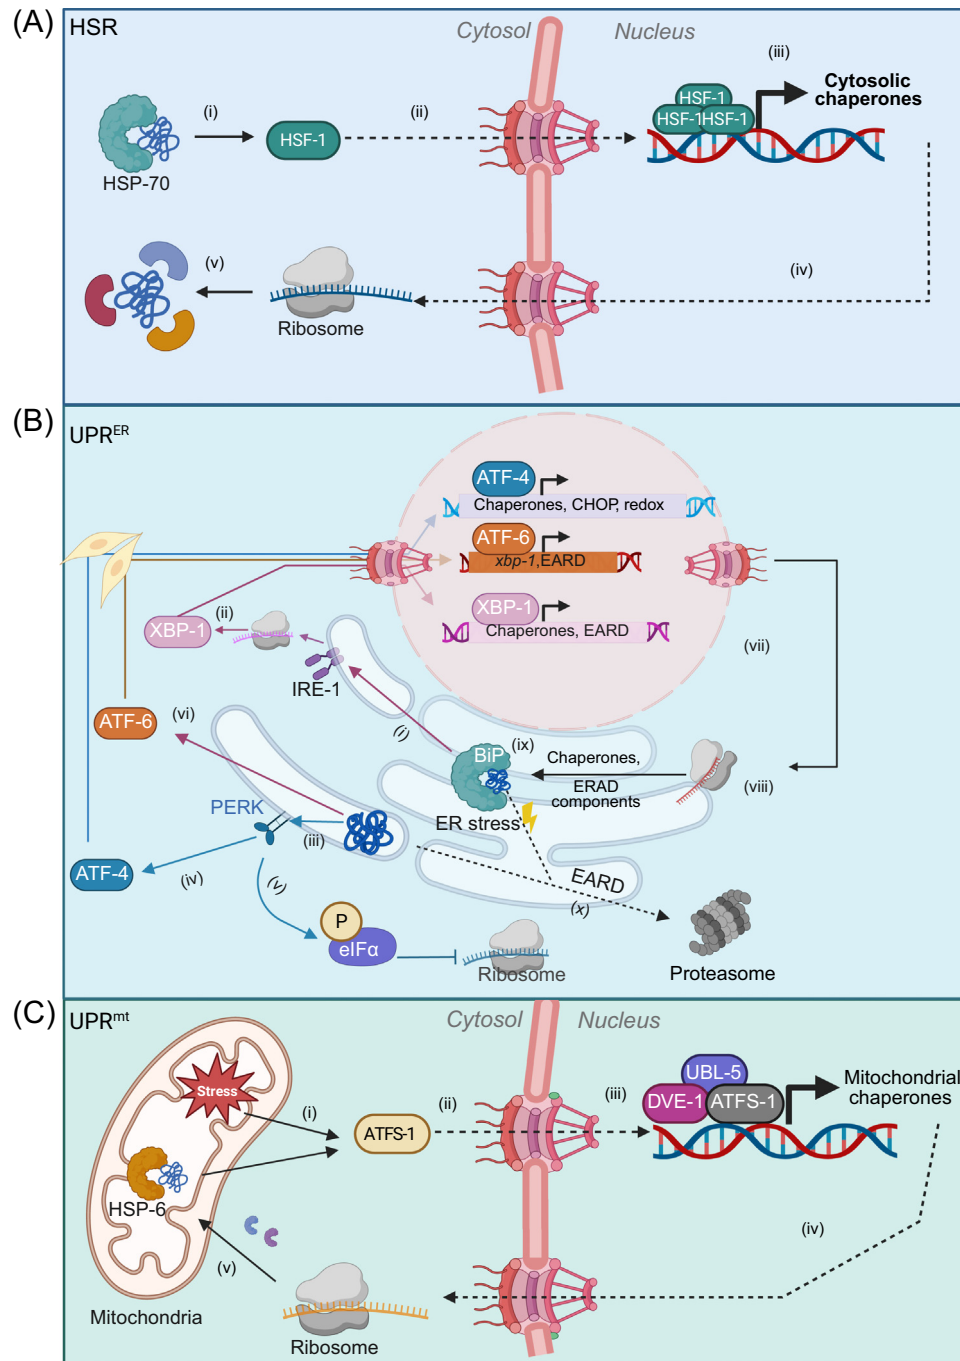 (A)
HSR
Cytosol
Nucleus
(i)
(ii)
(iii)
Cytosolic
chaperones
HSF-1
HSF-1
HSF-1 HSF-1
HSP-70
(iv)
(v)
Ribosome
(B)
UPRER
ATF-4
Chaperones, CHOP, redox
ATF-6
xbp-1,EARD
XBP-1
Chaperones, EARD
XBP-1
(ii)
IRE-1
(vii)
ATF-6
(vi)
(i)
BiP
(ix)
Chaperones,
ERAD
components
(viii)
PERK
ER stress
(iii)
ATF-4
(iv)
(v)
EARD
(x)
P
eIFα
Ribosome
Proteasome
(C)
UPRmt
Cytosol
Nucleus
Stress
(i)
(ii)
(iii)
UBL-5
DVE-1
ATFS-1
Mitochondrial
chaperones
ATFS-1
HSP-6
(iv)
(v)
Mitochondria
Ribosome